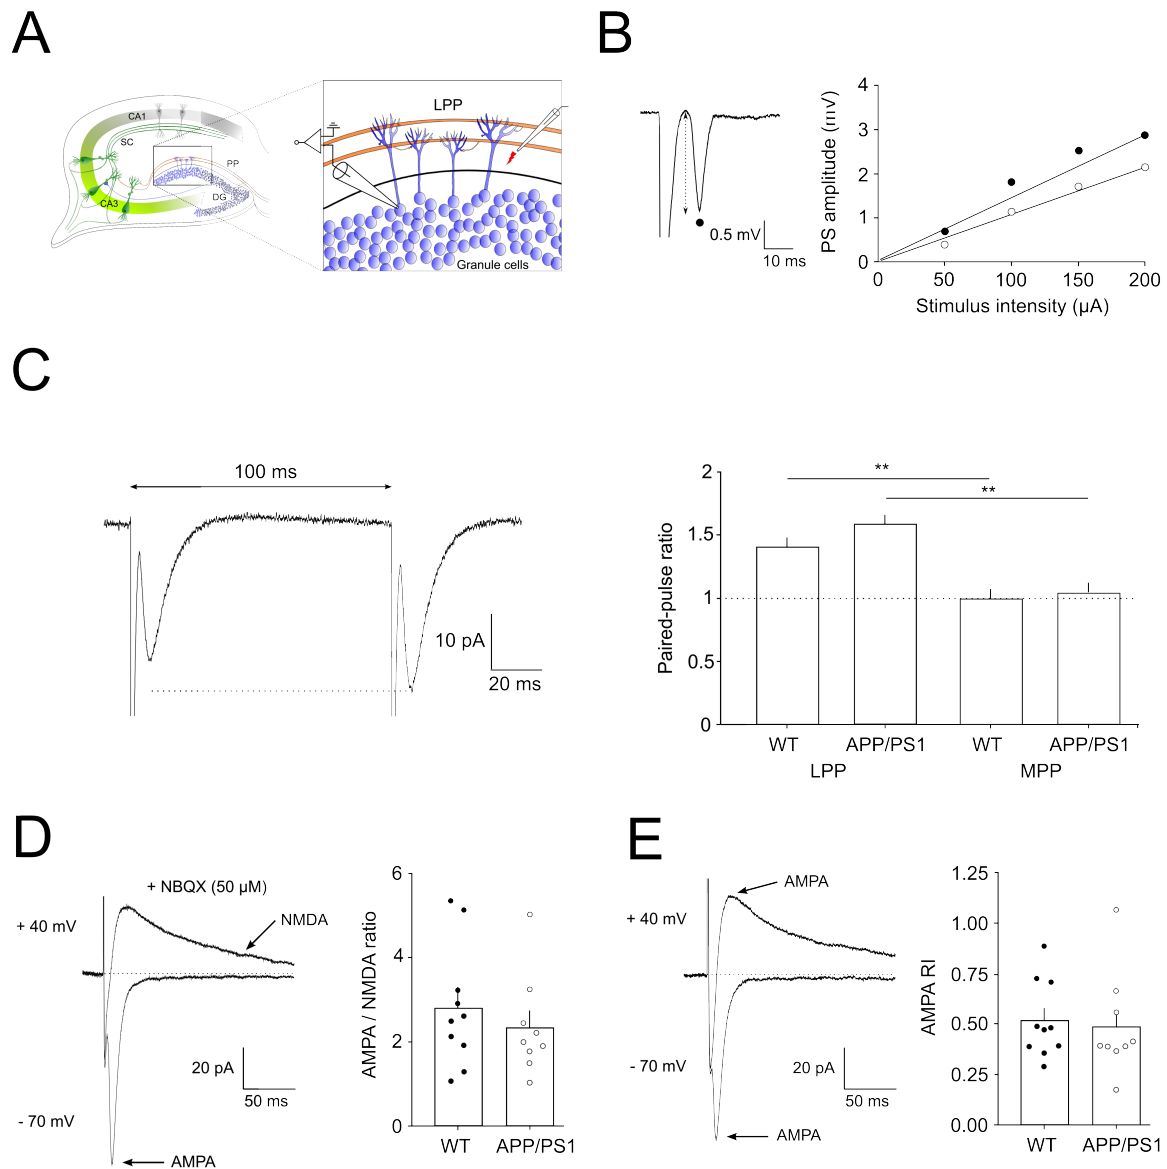 A
CA1
SC
PP
DG
CA3
LPP
Granule cells
B
0.5 mV
10 ms
PS amplitude (mv)
4
3
2
1
0
0
50
100
150
200
Stimulus intensity (µA)
C
100 ms
10 pA
20 ms
Paired-pulse ratio
2
1.5
1
0.5
0
**
**
WT
APP/PS1
WT
APP/PS1
LPP
MPP
D
+ NBQX (50 µM)
+ 40 mV
NMDA
20 pA
50 ms
- 70 mV
AMPA
AMPA / NMDA ratio
6
4
2
0
WT
APP/PS1
E
AMPA
+ 40 mV
- 70 mV
20 pA
50 ms
AMPA
AMPA RI
1.25
1.00
0.75
0.50
0.25
0.00
WT
APP/PS1